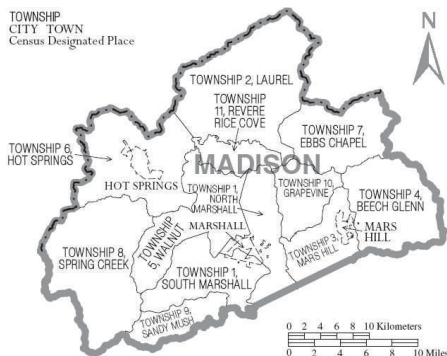 TOWNSHIP
CITY TOWN
Census Designated Place
N
TOWNSHIP 2, LAUREL
TOWNSHIP
11, REVERE
RICE COVE
TOWNSHIP 7,
EBBS CHAPEL
TOWNSHIP 6,
HOT SPRINGS
MADISON
HOT SPRINGS
TOWNSHIP 1,
NORTH
MARSHALL
TOWNSHIP 10,
GRAPEVINE
TOWNSHIP 4,
BEECH GLENN
MARS
HILL
TOWNSHIP
5, WALNUT
MARSHALL
TOWNSHIP 3,
MARS HILL
TOWNSHIP 8,
SPRING CREEK
TOWNSHIP 1,
SOUTH MARSHALL
TOWNSHIP 9,
SANDY MUSH
0 2 4 6 8 10 Kilometers
0 2 4 6 8 10 Miles